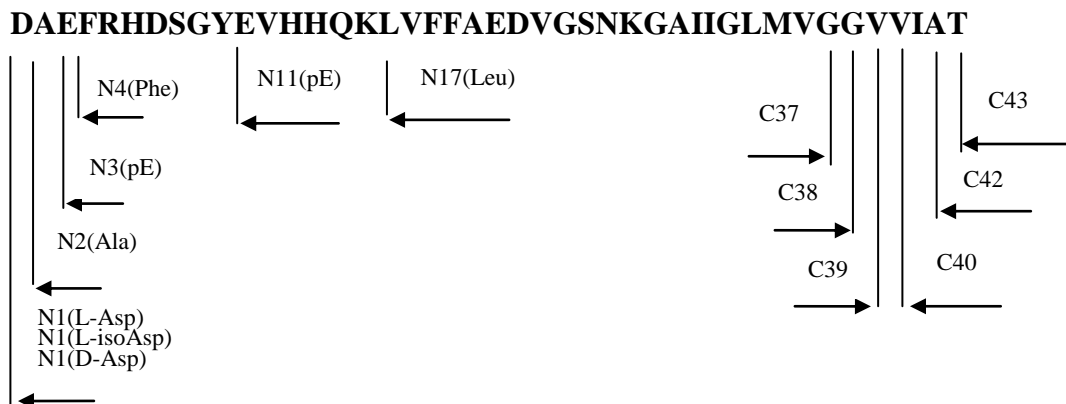 DAEFRHDSGYEVHHQKLVFFAEDVGSNKGAIIGLMVGGVVIAT
N4(Phe)
N11(pE)
N17(Leu)
C37
C43
N3(pE)
C38
C42
N2(Ala)
C39
C40
N1(L-Asp)
N1(L-isoAsp)
N1(D-Asp)